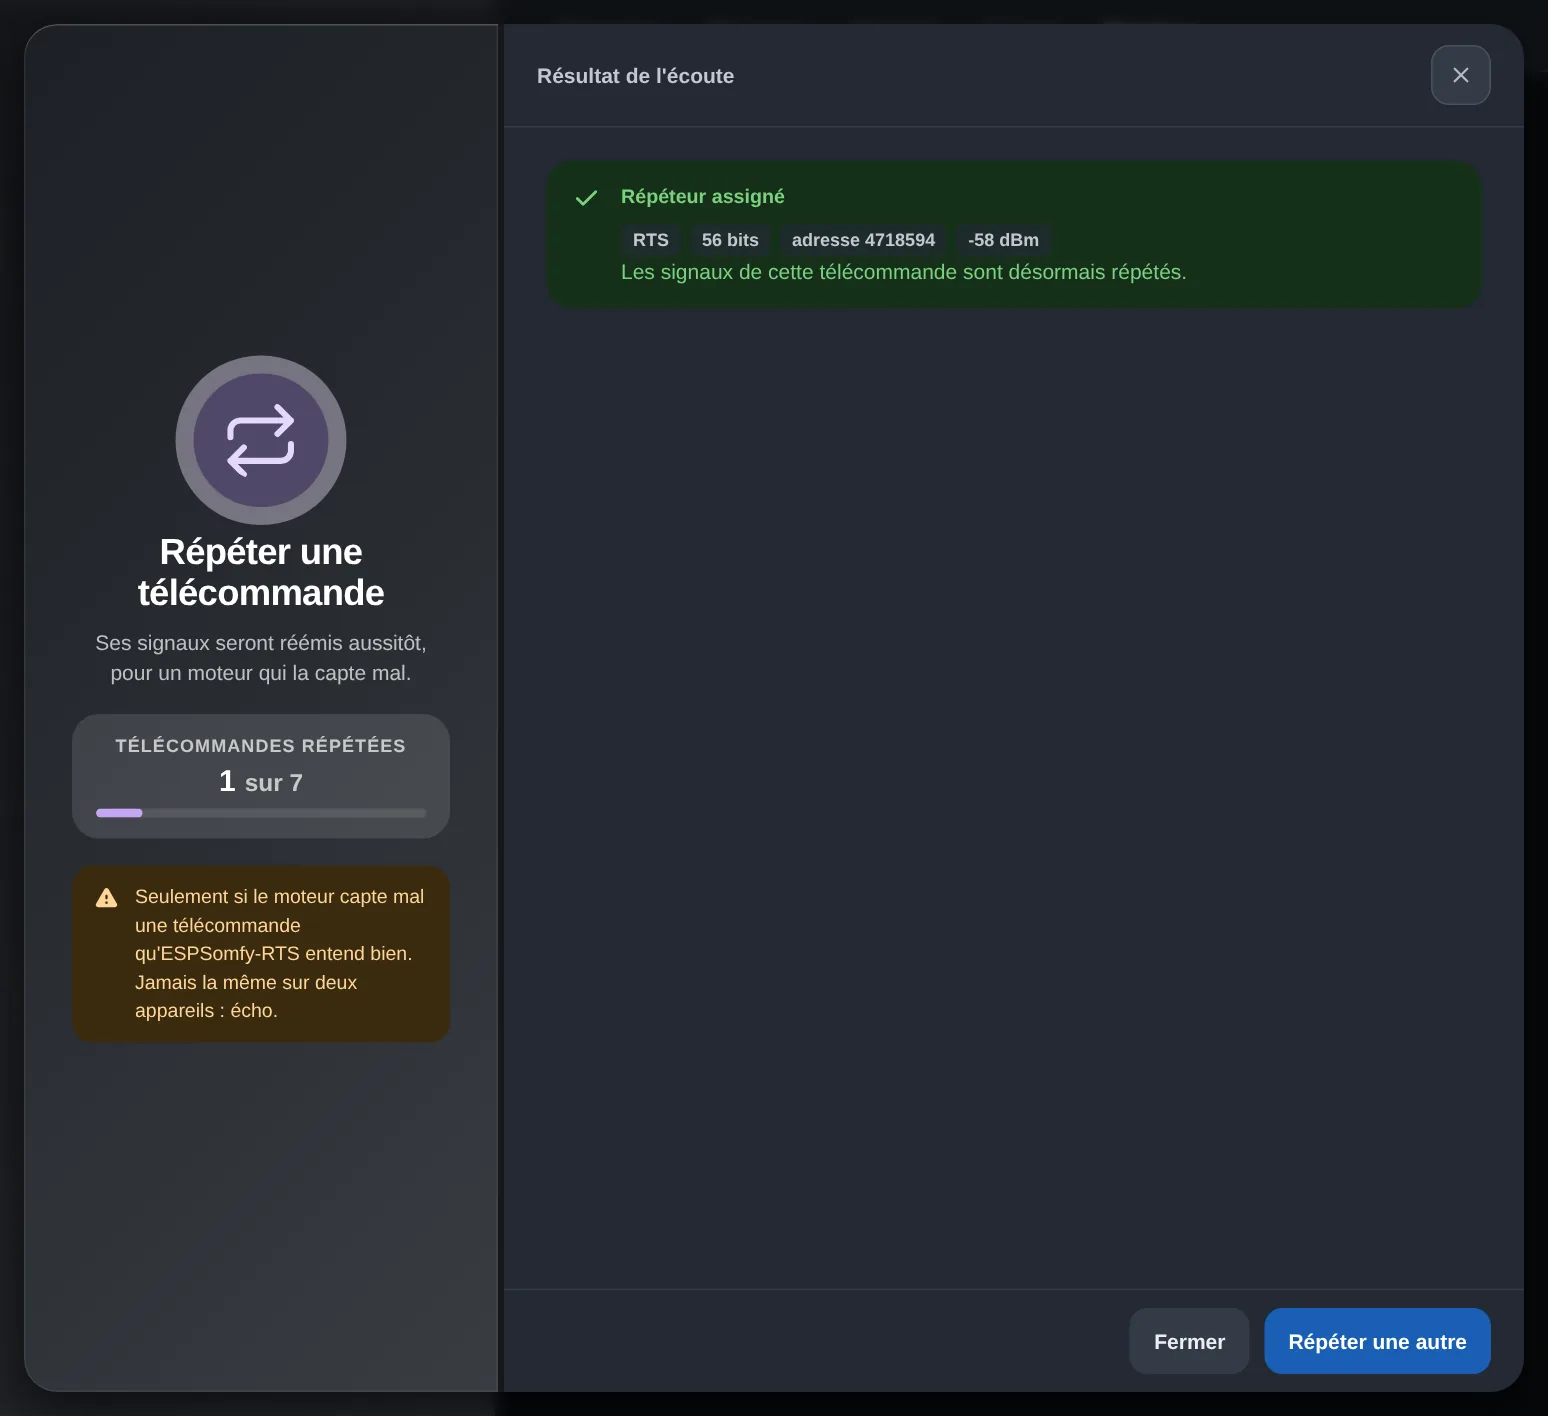 Répéter une
télécommande
Ses signaux seront réémis aussitôt,
pour un moteur qui la capte mal.
TÉLÉCOMMANDES RÉPÉTÉES
1 sur 7
Seulement si le moteur capte mal
une télécommande
qu'ESPSomfy-RTS entend bien.
Jamais la même sur deux
appareils : écho.
Résultat de l'écoute
Répéteur assigné
RTS 56 bits adresse 4718594 -58 dBm
Les signaux de cette télécommande sont désormais répétés.
Fermer Répéter une autre